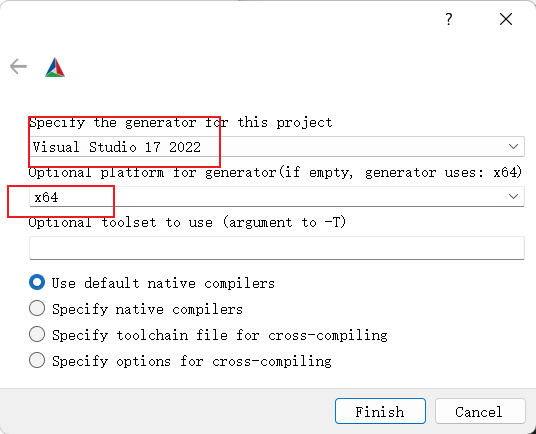 ?
Specify the generator for this project
Visual Studio 17 2022
Optional platform for generator(if empty, generator uses: x64)
x64
Optional toolset to use (argument to -T)
Use default native compilers
Specify native compilers
Specify toolchain file for cross-compiling
Specify options for cross-compiling
Finish
Cancel